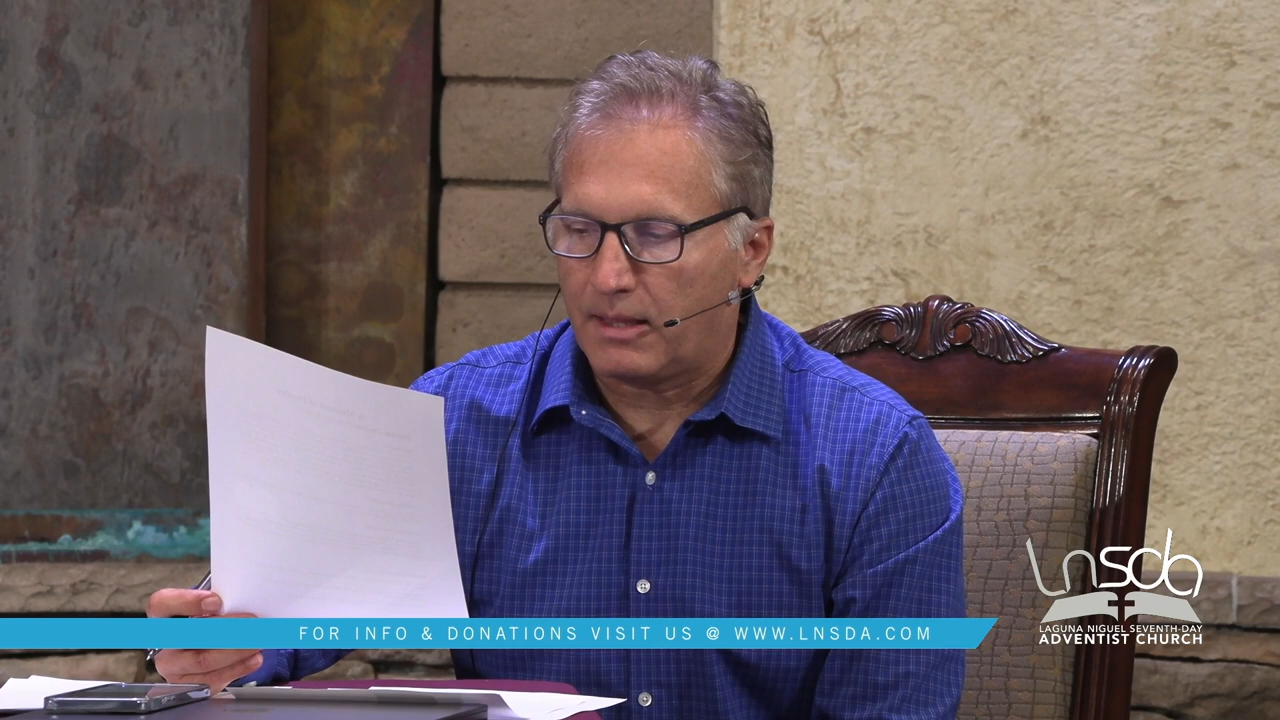 FOR INFO & DONATIONS VISIT US @ WWW.LNSDA.COM
Lnsda
LAGUNA NIGUEL SEVENTH-DAY
ADVENTIST CHURCH